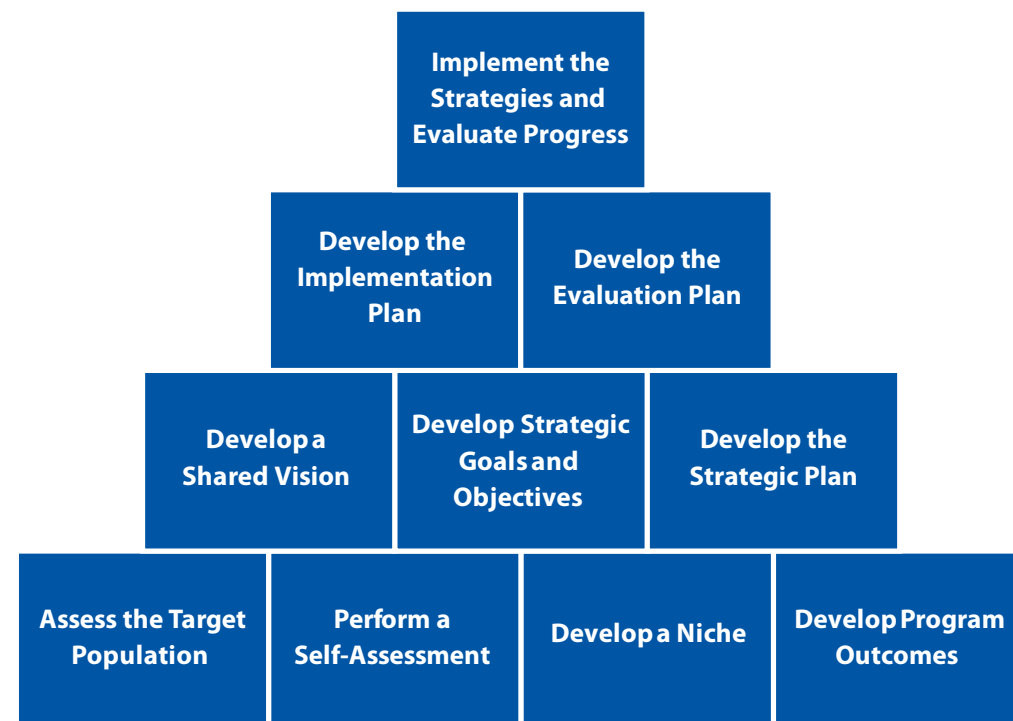 Implement the
Strategies and
Evaluate Progress
Develop the
Implementation
Plan
Develop the
Evaluation Plan
Develop a
Shared Vision
Develop Strategic
Goals and
Objectives
Develop the
Strategic Plan
Assess the Target
Population
Perform a
Self-Assessment
Develop a Niche
Develop Program
Outcomes